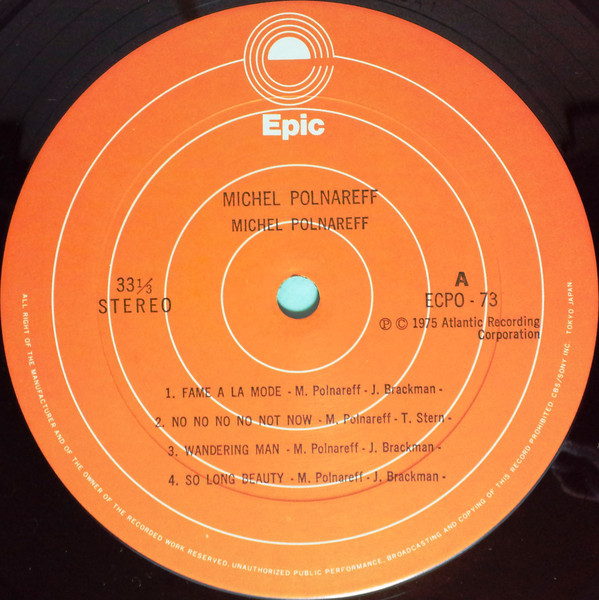 Epic
MICHEL POLNAREFF
MICHEL POLNAREFF
33⅓
STEREO
A
ECPO - 73
℗ © 1975 Atlantic Recording
Corporation
1. FAME A LA MODE - M. Polnareff - J. Brackman -
2. NO NO NO NO NOT NOW - M. Polnareff - T. Stern -
3. WANDERING MAN - M. Polnareff - J. Brackman -
4. SO LONG BEAUTY - M. Polnareff - J. Brackman -
ALL RIGHT OF THE MANUFACTURER AND OF THE OWNER OF THE RECORDED WORK RESERVED. UNAUTHORIZED PUBLIC PERFORMANCE. BROADCASTING AND COPYING OF THIS RECORD PROHIBITED CBS/SONY INC. TOKYO JAPAN.